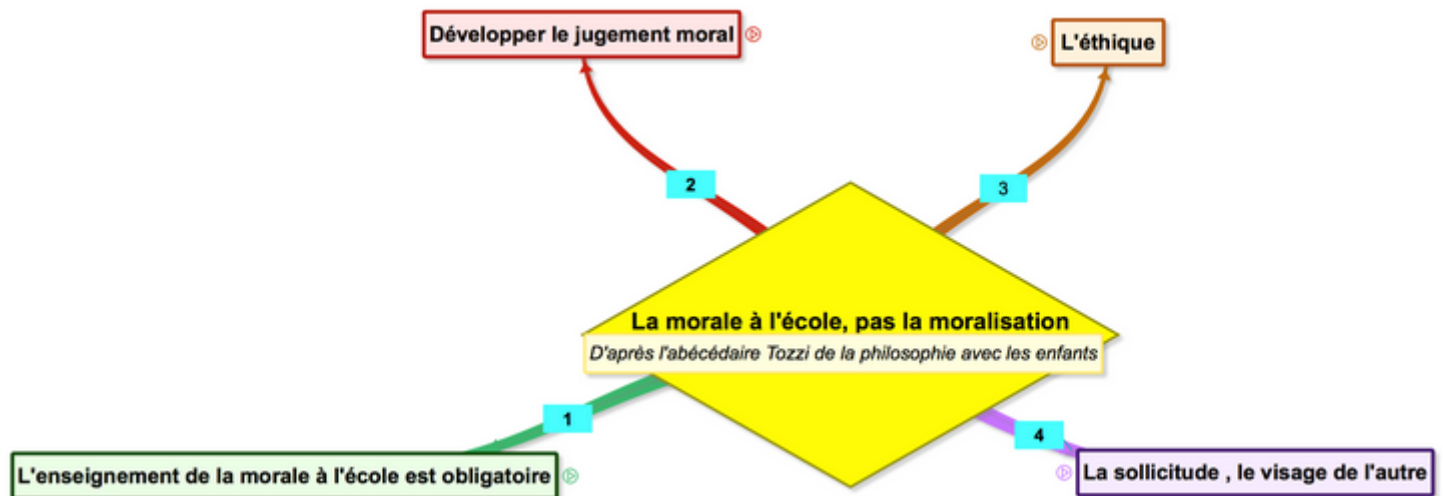 Développer le jugement moral
L'éthique
2
3
La morale à l'école, pas la moralisation
D'après l'abécédaire Tozzi de la philosophie avec les enfants
1
4
L'enseignement de la morale à l'école est obligatoire
La sollicitude , le visage de l'autre